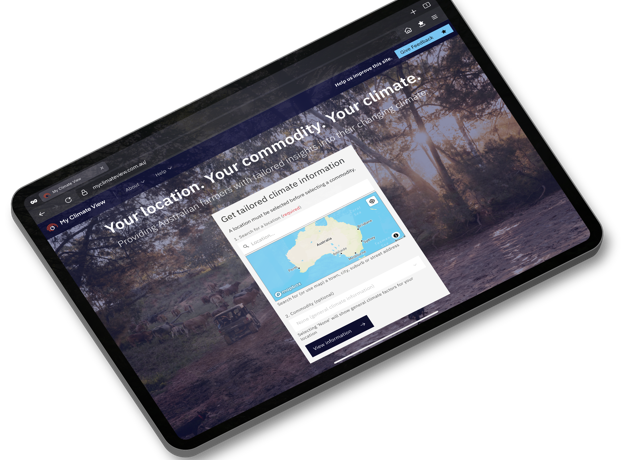 My Climate View
myclimateview.com.au
My Climate View
About
Help
Help us improve this site.
Give Feedback
Your location. Your commodity. Your climate.
Providing Australian farmers with tailored insights into their changing climate.
Get tailored climate information
A location must be selected before selecting a commodity.
1. Search for a location (required)
Location...
Australia
Search for (or use map) a town, city, suburb or street address
2. Commodity (optional)
Selecting 'None' will show general climate factors for your
location
View information